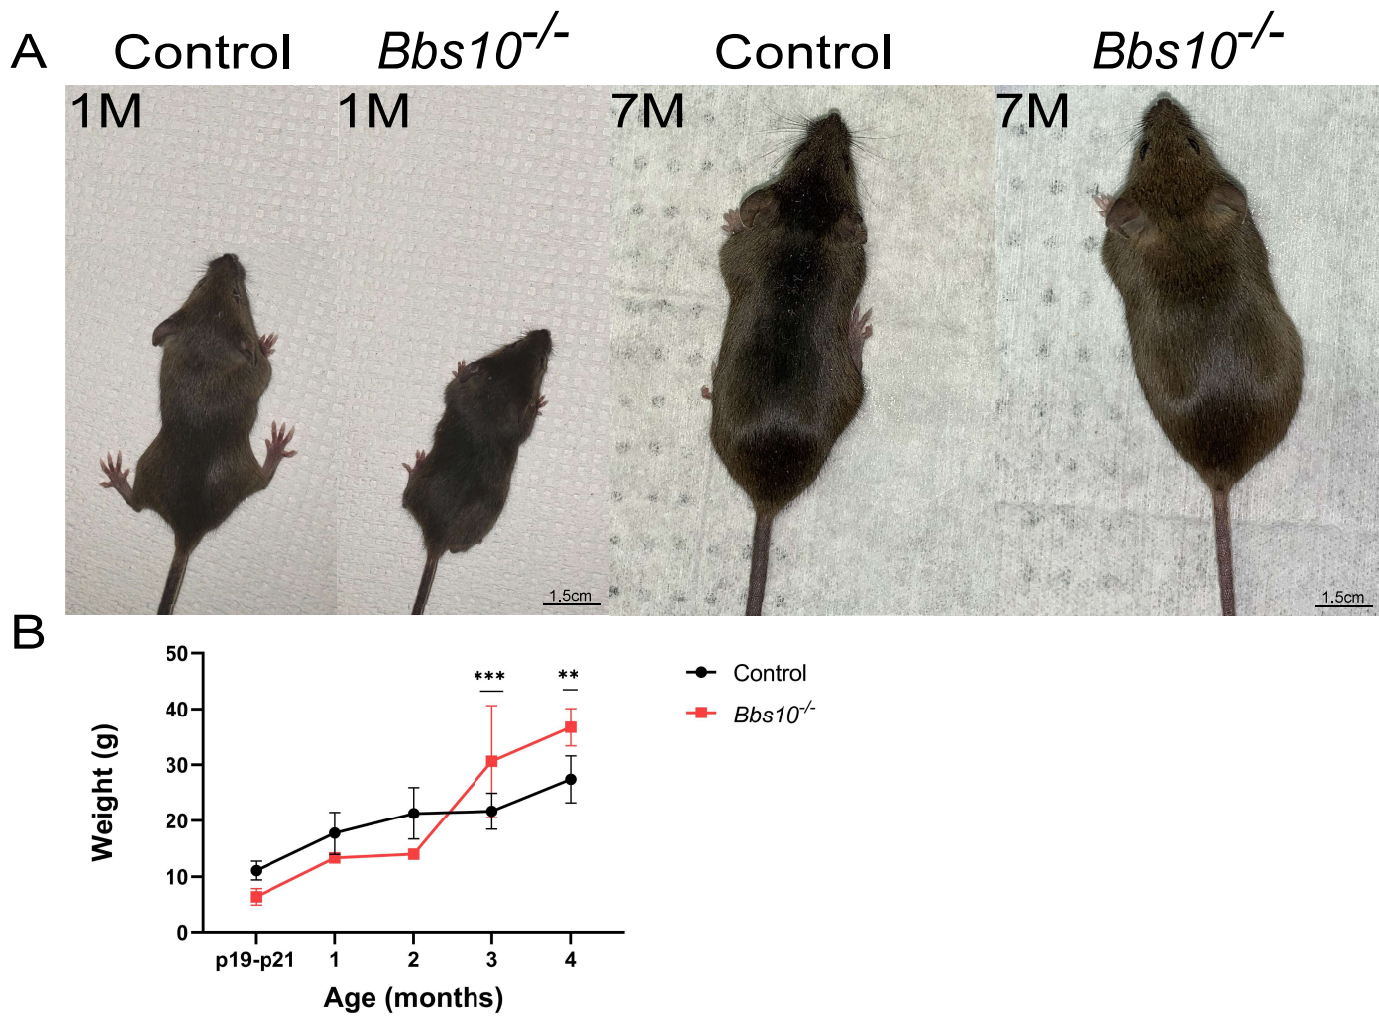 A
Control Bbs10-/- Control Bbs10-/-
1M 1M 7M 7M
1.5cm 1.5cm
B
50
40
30
20
10
0
Weight (g)
*** **
p19-p21 1 2 3 4
Age (months)
Control
Bbs10-/-